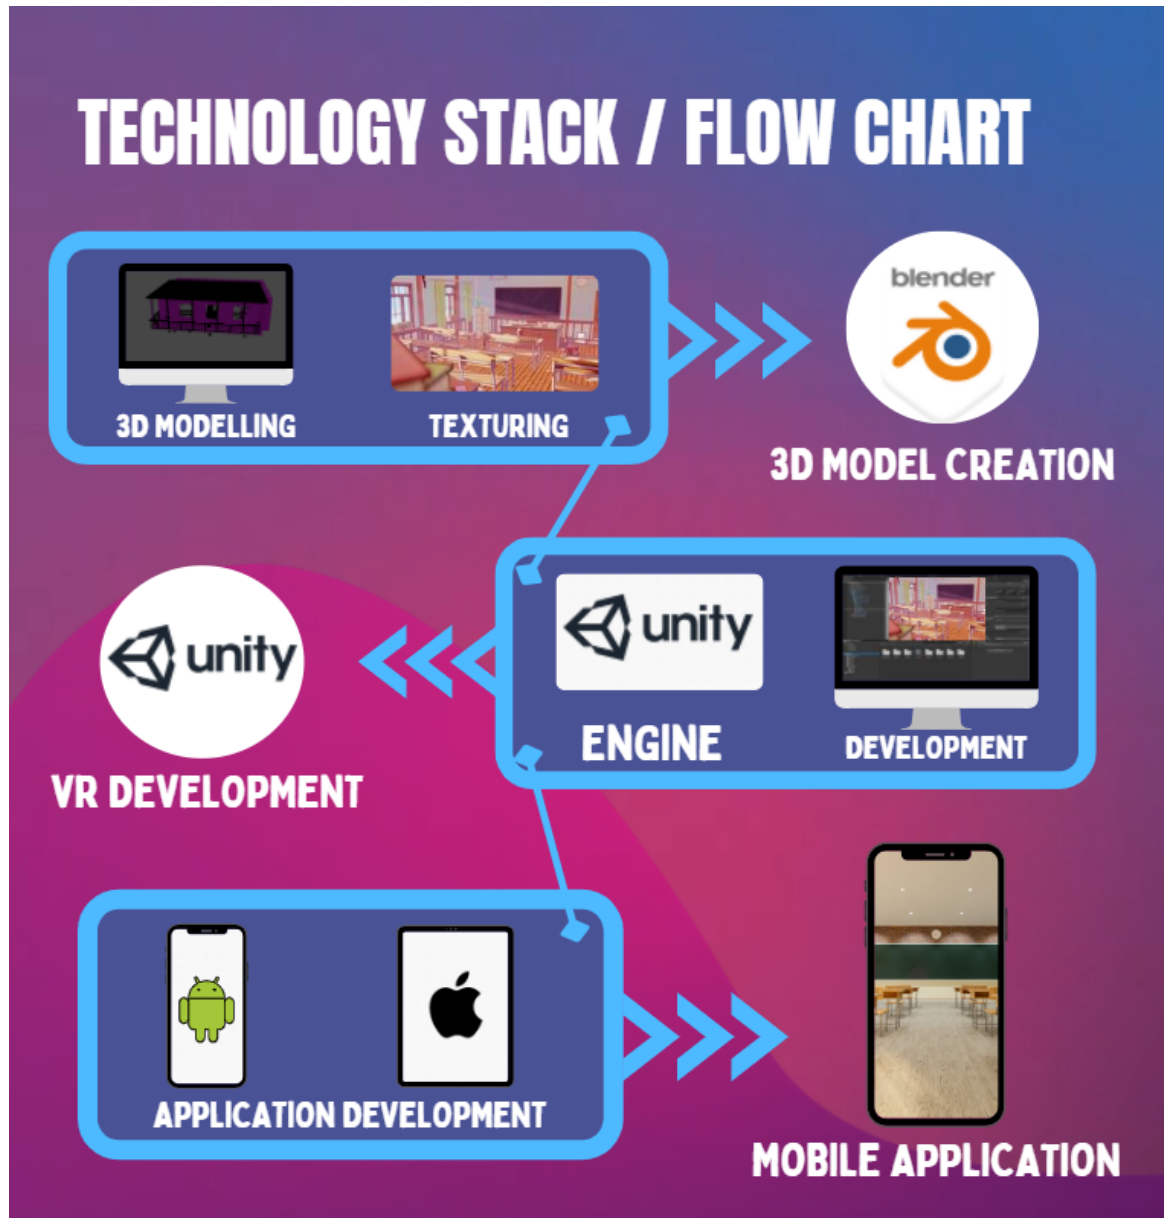 TECHNOLOGY STACK / FLOW CHART
blender
3D MODELLING
TEXTURING
3D MODEL CREATION
unity
unity
ENGINE
DEVELOPMENT
VR DEVELOPMENT
APPLICATION DEVELOPMENT
MOBILE APPLICATION